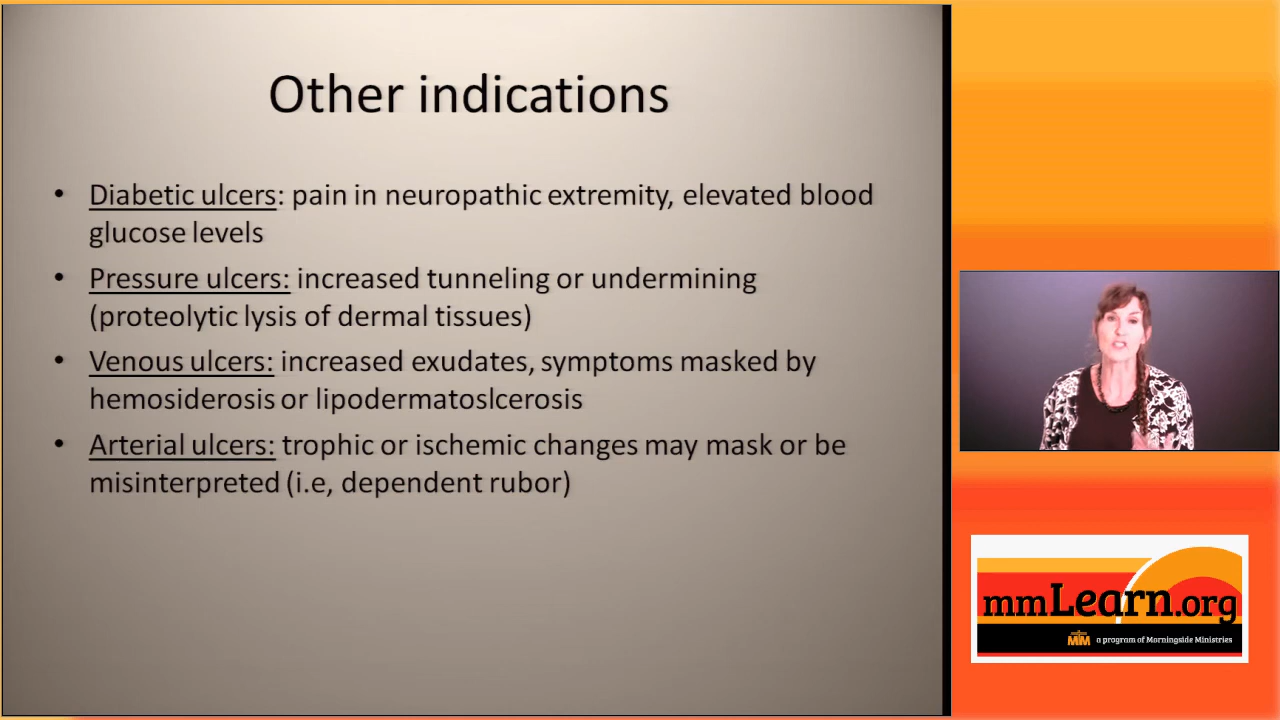 Other indications
• Diabetic ulcers: pain in neuropathic extremity, elevated blood
glucose levels
• Pressure ulcers: increased tunneling or undermining
(proteolytic lysis of dermal tissues)
• Venous ulcers: increased exudates, symptoms masked by
hemosiderosis or lipodermatoslcerosis
• Arterial ulcers: trophic or ischemic changes may mask or be
misinterpreted (i.e, dependent rubor)
mmLearn.org
MM a program of Morningside Ministries